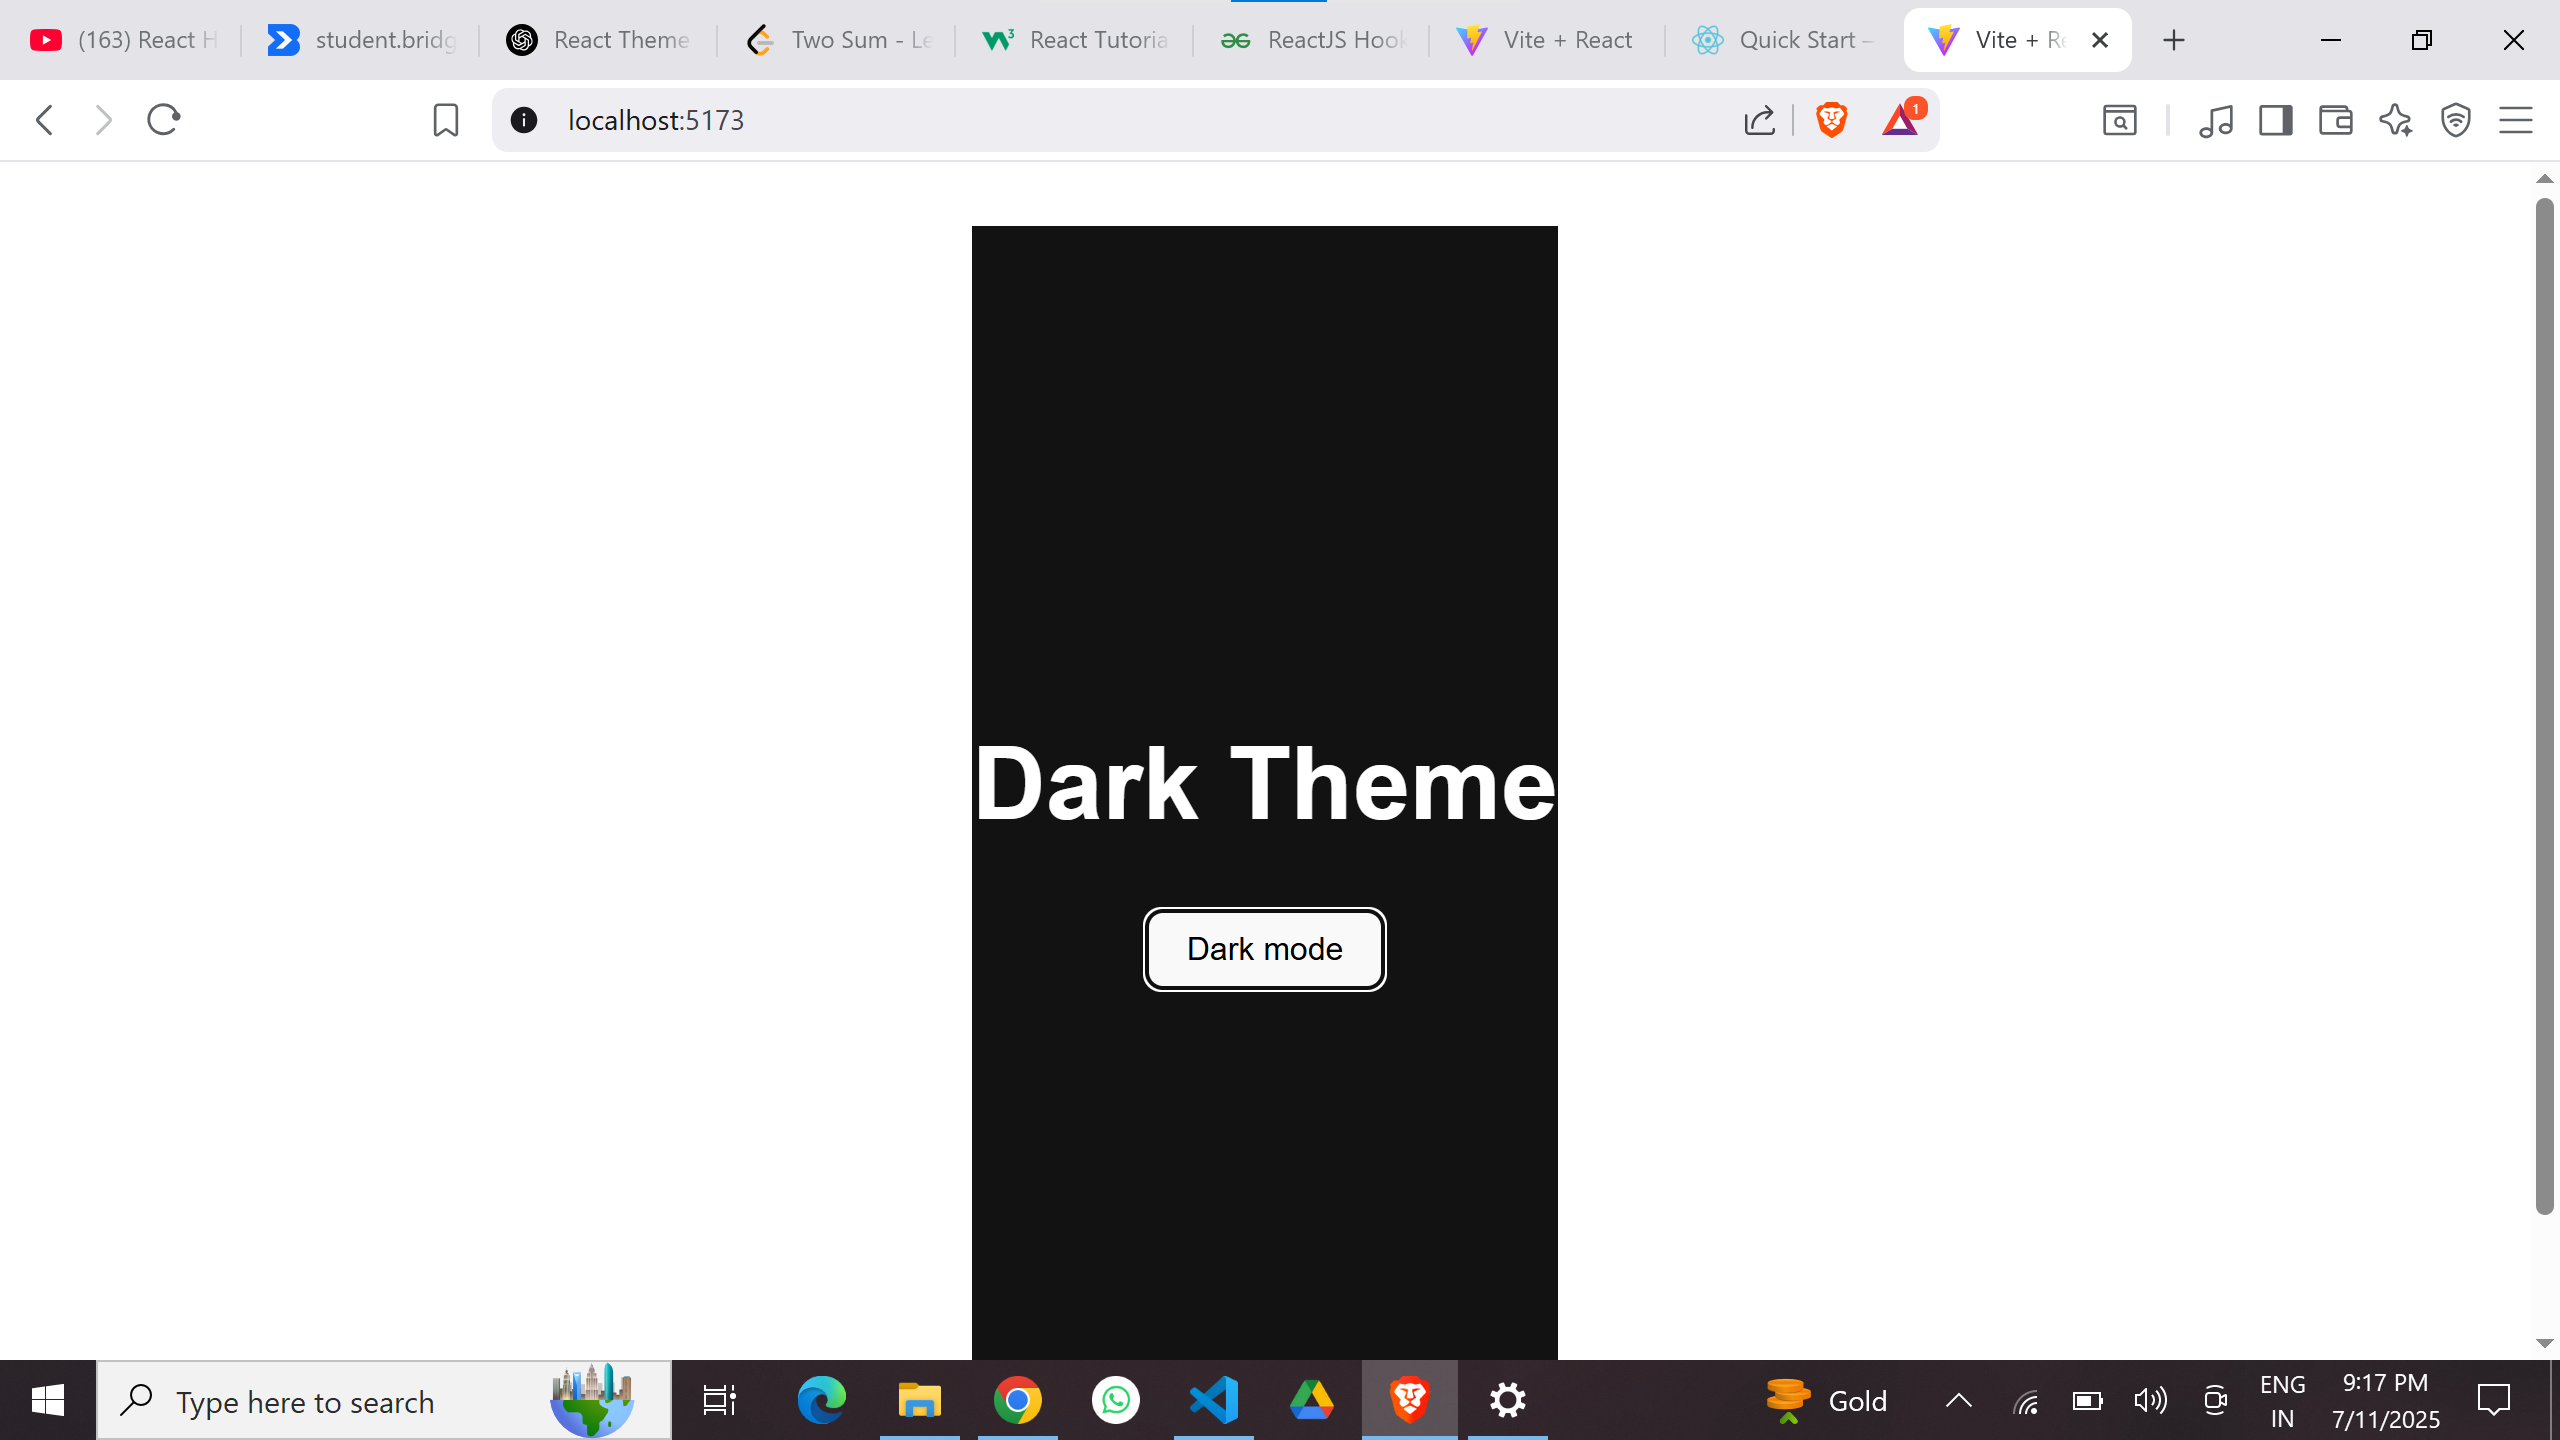 (163) React H
student.bridg
React Theme
Two Sum - Le
React Tutoria
ReactJS Hook
Vite + React
Quick Start –
Vite + Re
localhost:5173
1
Dark Theme
Dark mode
Type here to search
Gold
ENG
IN
9:17 PM
7/11/2025